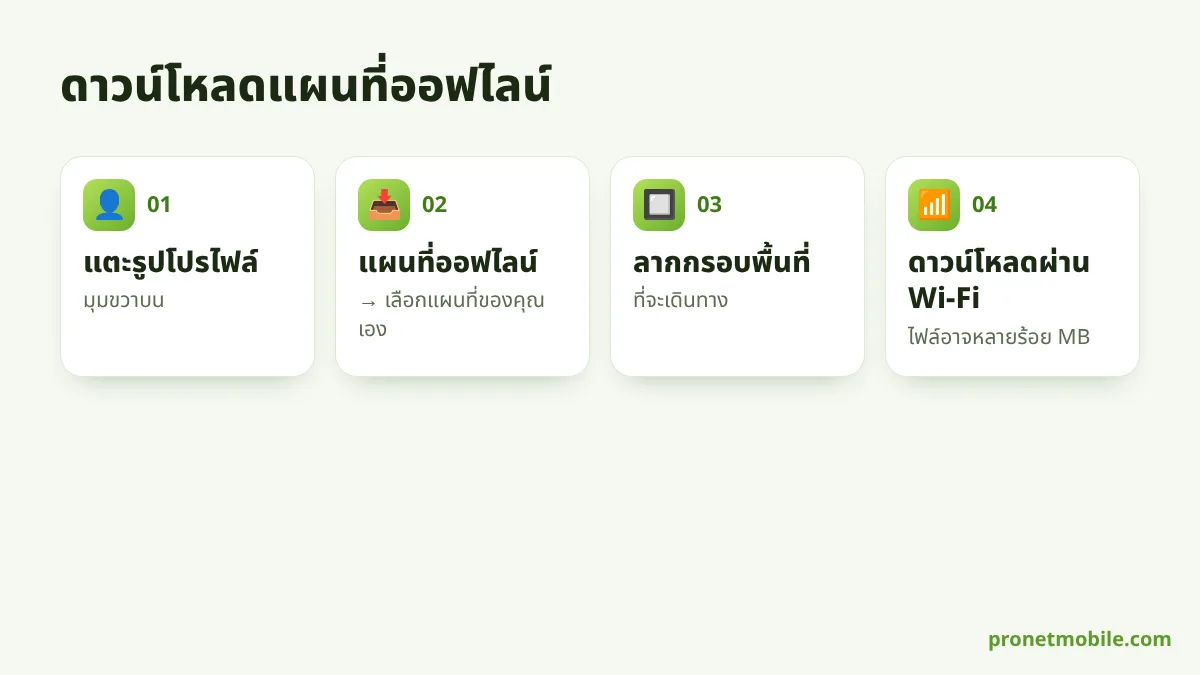 ดาวน์โหลดแผนที่ออฟไลน์
01
แตะรูปโปรไฟล์
มุมขวาบน
02
แผนที่ออฟไลน์
→ เลือกแผนที่ของคุณ
เอง
03
ลากกรอบพื้นที่
ที่จะเดินทาง
04
ดาวน์โหลดผ่าน
Wi-Fi
ไฟล์อาจหลายร้อย MB
pronetmobile.com